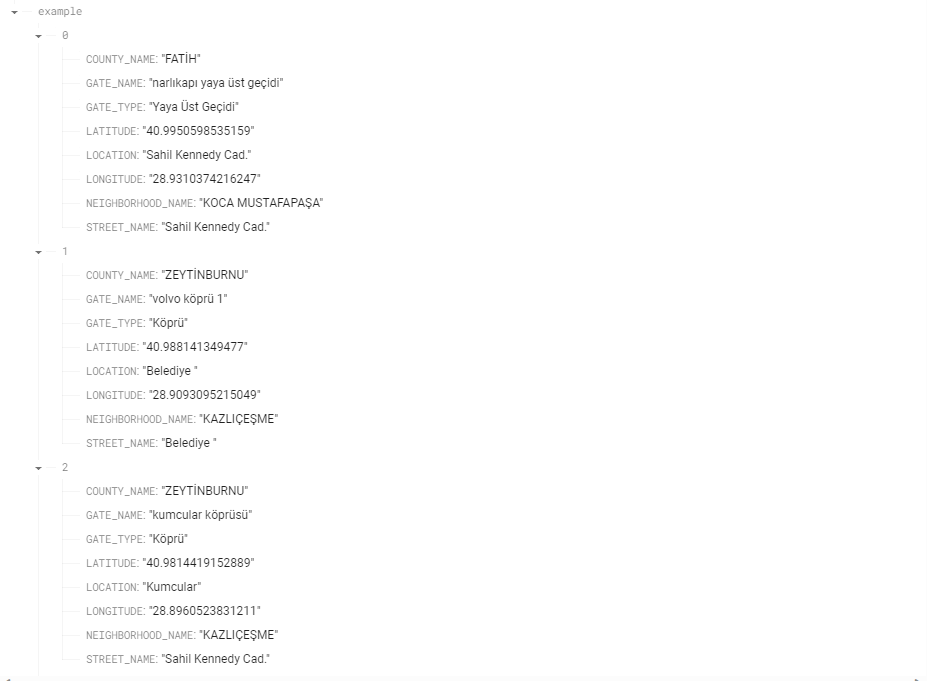 example
0
COUNTY_NAME: "FATİH"
GATE_NAME: "narlıkapı yaya üst geçidi"
GATE_TYPE: "Yaya Üst Geçidi"
LATITUDE: "40.9950598535159"
LOCATION: "Sahil Kennedy Cad."
LONGITUDE: "28.9310374216247"
NEIGHBORHOOD_NAME: "KOCA MUSTAFAPAŞA"
STREET_NAME: "Sahil Kennedy Cad."
1
COUNTY_NAME: "ZEYTİNBURNU"
GATE_NAME: "volvo köprü 1"
GATE_TYPE: "Köprü"
LATITUDE: "40.988141349477"
LOCATION: "Belediye "
LONGITUDE: "28.9093095215049"
NEIGHBORHOOD_NAME: "KAZLIÇEŞME"
STREET_NAME: "Belediye "
2
COUNTY_NAME: "ZEYTİNBURNU"
GATE_NAME: "kumcular köprüsü"
GATE_TYPE: "Köprü"
LATITUDE: "40.9814419152889"
LOCATION: "Kumcular"
LONGITUDE: "28.8960523831211"
NEIGHBORHOOD_NAME: "KAZLIÇEŞME"
STREET_NAME: "Sahil Kennedy Cad."